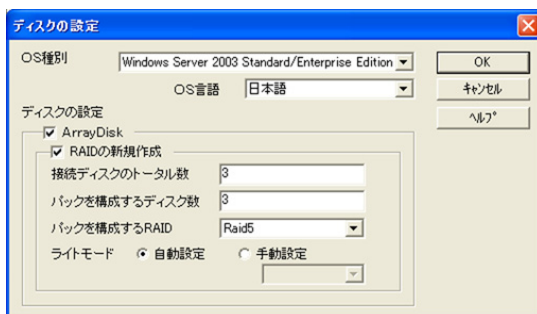 ディスクの設定
OS種別 Windows Server 2003 Standard/Enterprise Edition OK
OS言語 日本語 キャンセル
ディスクの設定 ヘルプ
ArrayDisk
RAIDの新規作成
接続ディスクのトータル数 3
パックを構成するディスク数 3
パックを構成するRAID Raid5
ライトモード 自動設定 手動設定